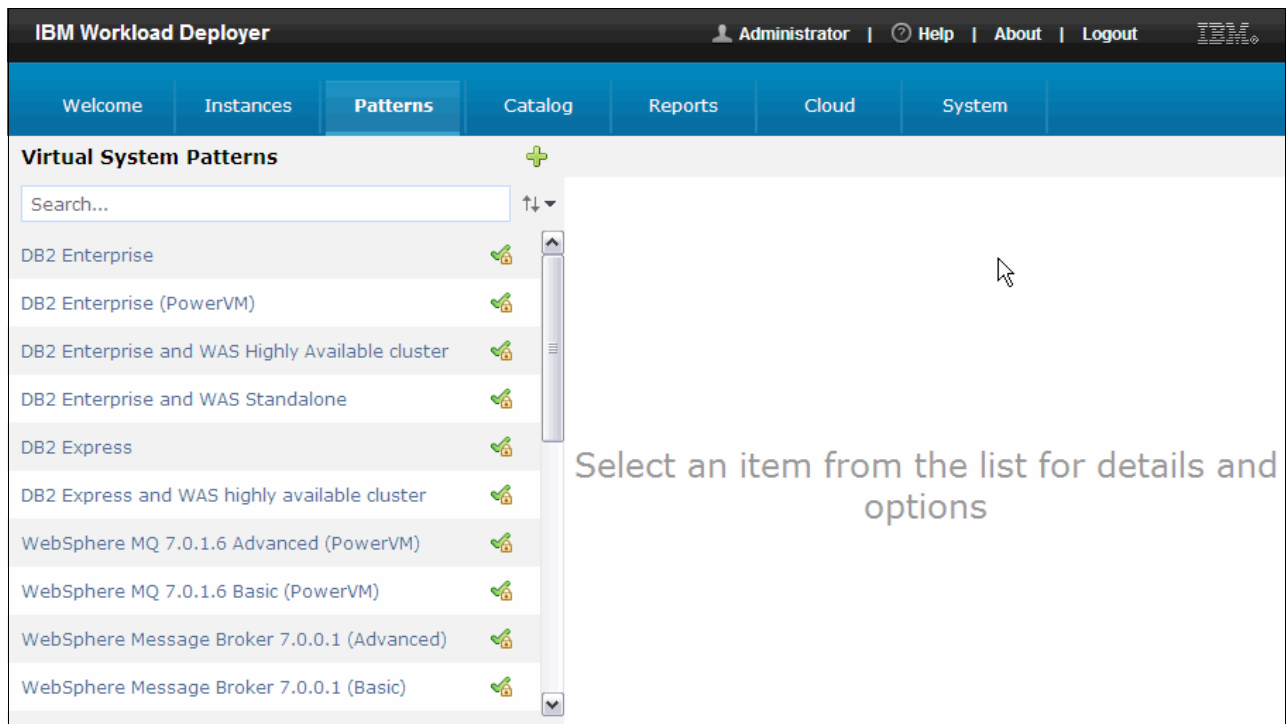 IBM Workload Deployer
Administrator | ? Help | About | Logout IBM®
Welcome Instances Patterns Catalog Reports Cloud System
Virtual System Patterns
Search...
DB2 Enterprise
DB2 Enterprise (PowerVM)
DB2 Enterprise and WAS Highly Available cluster
DB2 Enterprise and WAS Standalone
DB2 Express
DB2 Express and WAS highly available cluster
WebSphere MQ 7.0.1.6 Advanced (PowerVM)
WebSphere MQ 7.0.1.6 Basic (PowerVM)
WebSphere Message Broker 7.0.0.1 (Advanced)
WebSphere Message Broker 7.0.0.1 (Basic)
Select an item from the list for details and
options